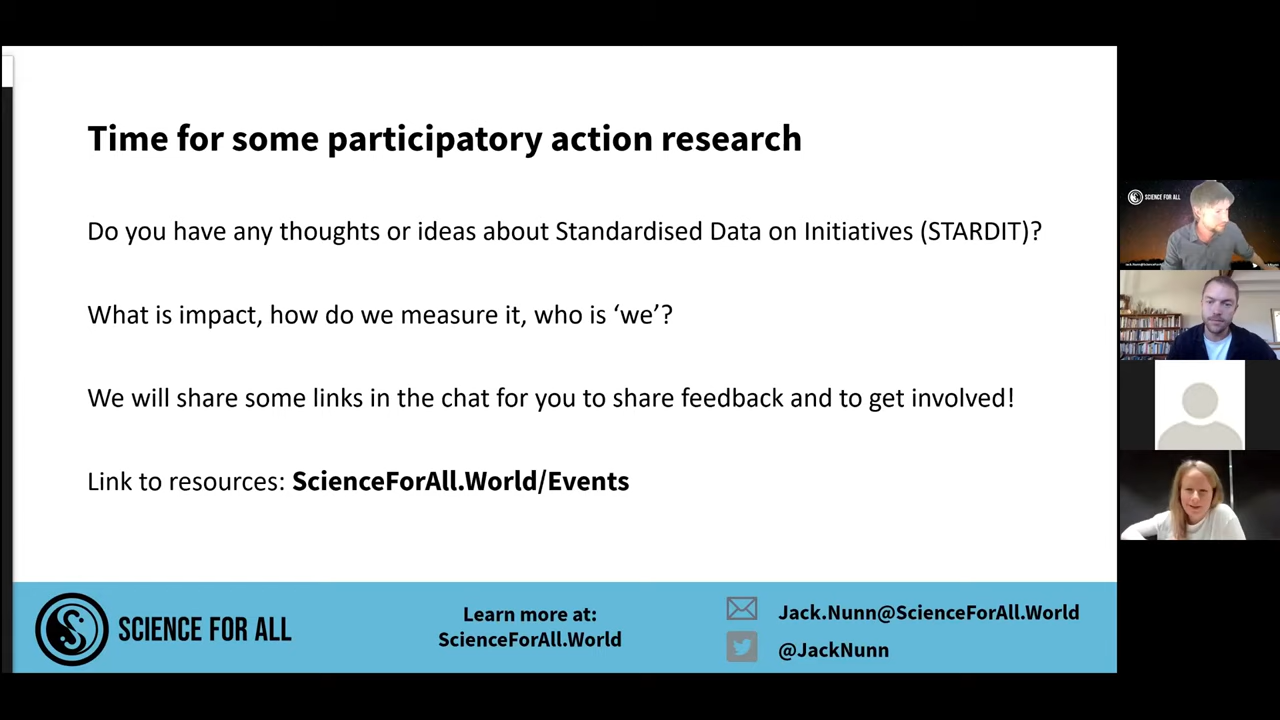 Time for some participatory action research
Do you have any thoughts or ideas about Standardised Data on Initiatives (STARDIT)?
What is impact, how do we measure it, who is ‘we’?
We will share some links in the chat for you to share feedback and to get involved!
Link to resources: ScienceForAll.World/Events
SCIENCE FOR ALL
Learn more at:
ScienceForAll.World
Jack.Nunn@ScienceForAll.World
@JackNunn
SCIENCE FOR ALL